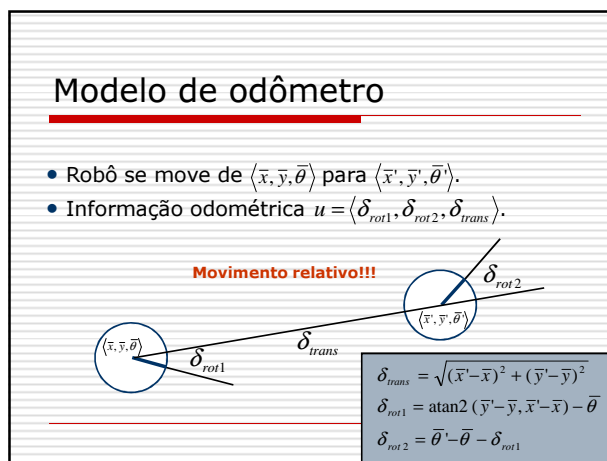 Modelo de odômetro
• Robô se move de ⟨x̄, ȳ, θ̄⟩ para ⟨x̄', ȳ', θ̄'⟩.
• Informação odométrica u = ⟨δrot1, δrot2, δtrans⟩.
Movimento relativo!!!
δrot2
⟨x̄', ȳ', θ̄'⟩
⟨x̄, ȳ, θ̄⟩
δtrans
δrot1
δtrans = √((x̄'−x̄)² + (ȳ'−ȳ)²)
δrot1 = atan2(ȳ'−ȳ, x̄'−x̄) − θ̄
δrot2 = θ̄'−θ̄ − δrot1